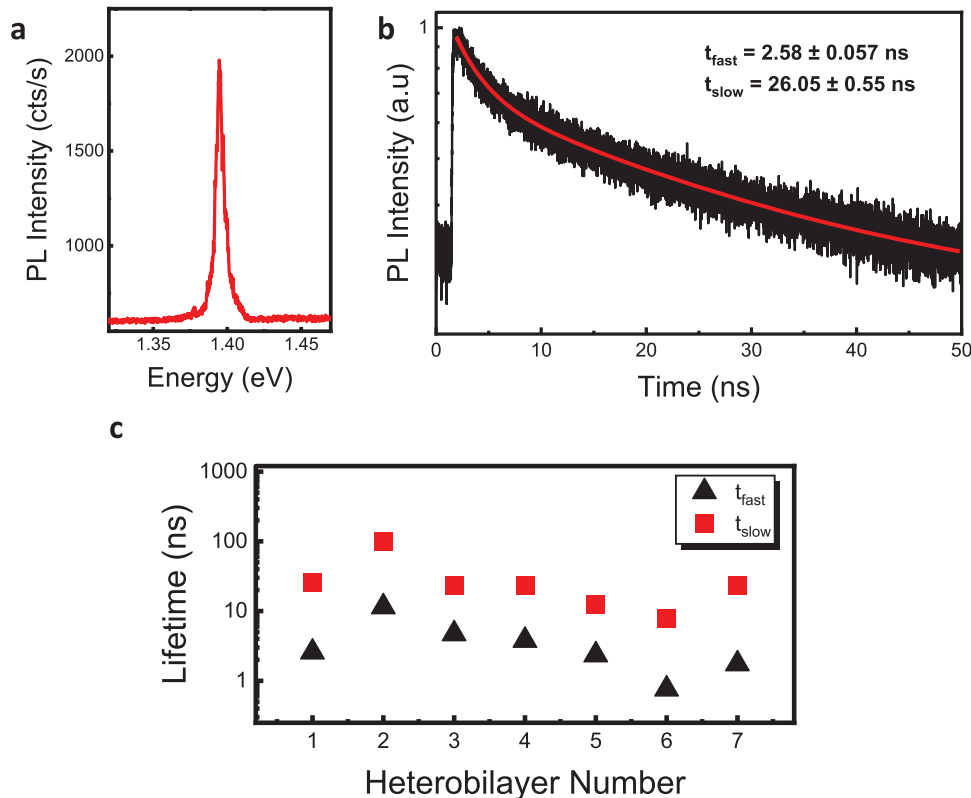 a
PL Intensity (cts/s)
2000
1500
1000
1.35 1.40 1.45
Energy (eV)
b
PL Intensity (a.u)
1
t_fast = 2.58 ± 0.057 ns
t_slow = 26.05 ± 0.55 ns
0 10 20 30 40 50
Time (ns)
c
Lifetime (ns)
1000
100
10
1
t_fast
t_slow
1 2 3 4 5 6 7
Heterobilayer Number